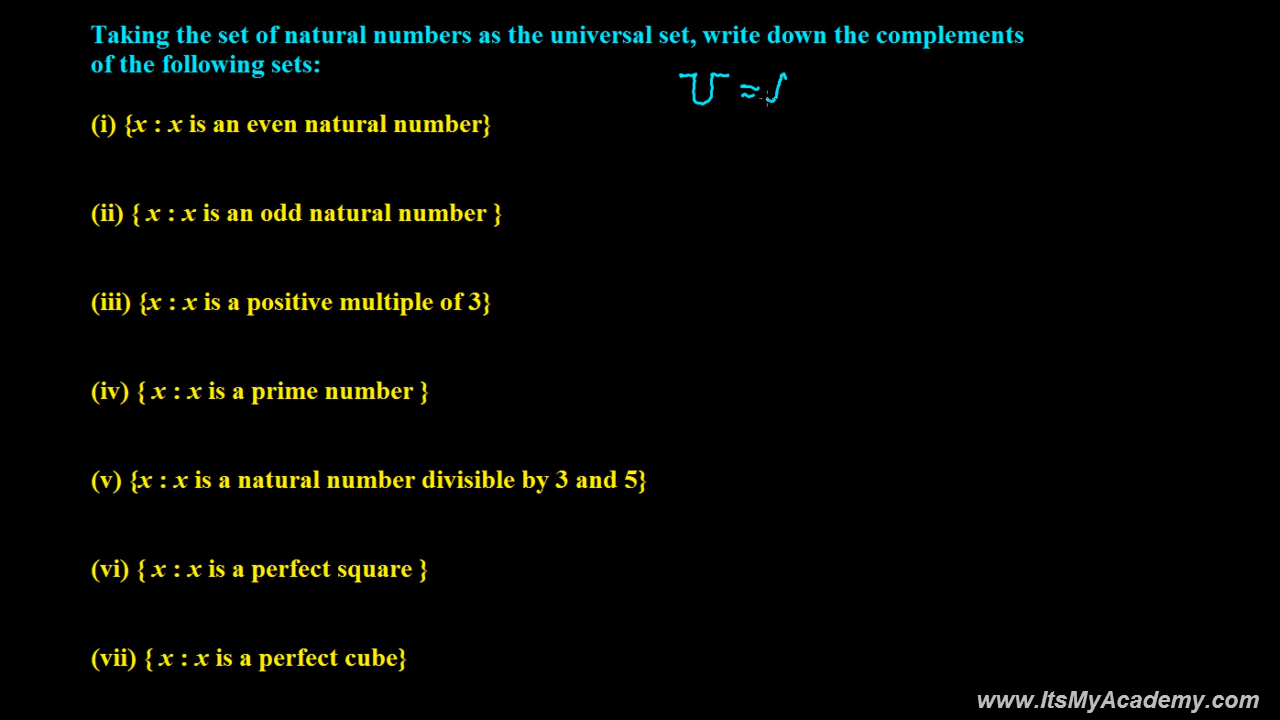 Taking the set of natural numbers as the universal set, write down the complements
of the following sets:
U =
(i) {x : x is an even natural number}
(ii) { x : x is an odd natural number }
(iii) {x : x is a positive multiple of 3}
(iv) { x : x is a prime number }
(v) {x : x is a natural number divisible by 3 and 5}
(vi) { x : x is a perfect square }
(vii) { x : x is a perfect cube}
www.ItsMyAcademy.com